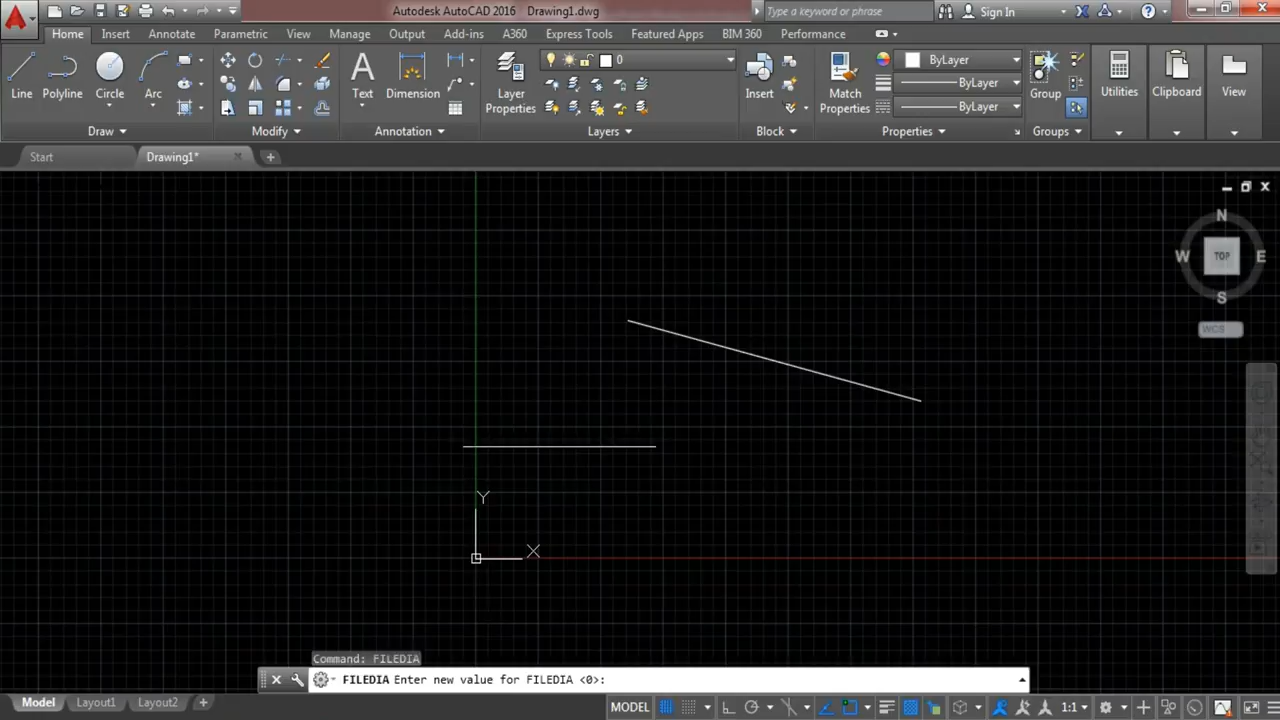 Autodesk AutoCAD 2016 Drawing1.dwg
Type a keyword or phrase
Sign In
Home Insert Annotate Parametric View Manage Output Add-ins A360 Express Tools Featured Apps BIM 360 Performance
Line Polyline Circle Arc
Text Dimension
Layer Properties
0
Insert
Match Properties
ByLayer
ByLayer
ByLayer
Group
Utilities
Clipboard
View
Draw Modify Annotation Layers Block Properties Groups
Start Drawing1*
N
W TOP E
S
WCS
Y
X
Command: FILEDIA
FILEDIA Enter new value for FILEDIA <0>:
Model Layout1 Layout2
MODEL
1:1